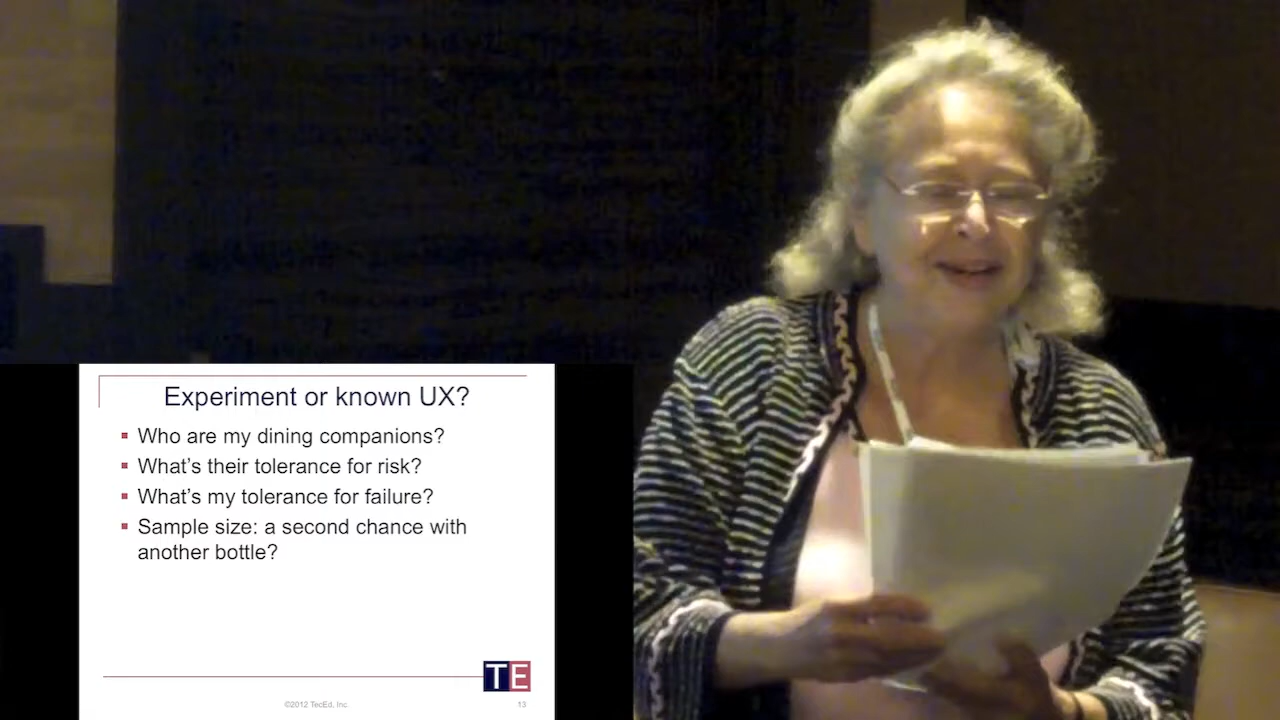 Experiment or known UX?
▪ Who are my dining companions?
▪ What's their tolerance for risk?
▪ What's my tolerance for failure?
▪ Sample size: a second chance with
another bottle?
TE
©2012 TecEd, Inc.
13